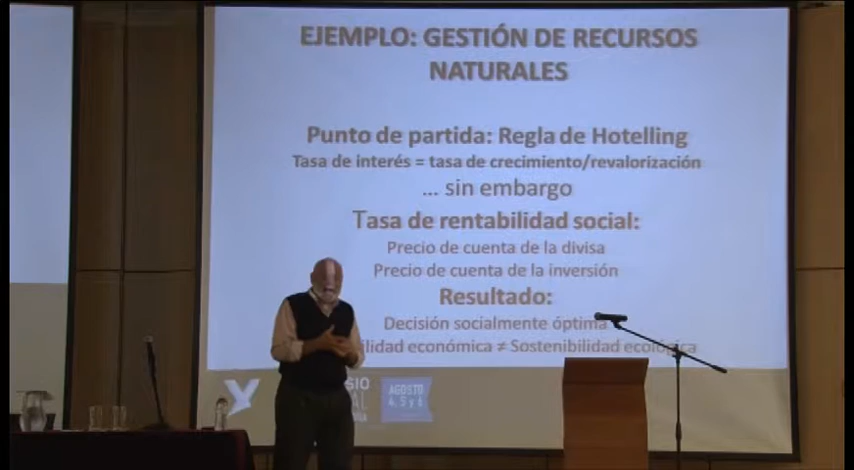 EJEMPLO: GESTIÓN DE RECURSOS
NATURALES
Punto de partida: Regla de Hotelling
Tasa de interés = tasa de crecimiento/revalorización
... sin embargo
Tasa de rentabilidad social:
Precio de cuenta de la divisa
Precio de cuenta de la inversión
Resultado:
Decisión socialmente óptima
económica ≠ Sostenibilidad ecológica
AGOSTO
4, 5 y 6